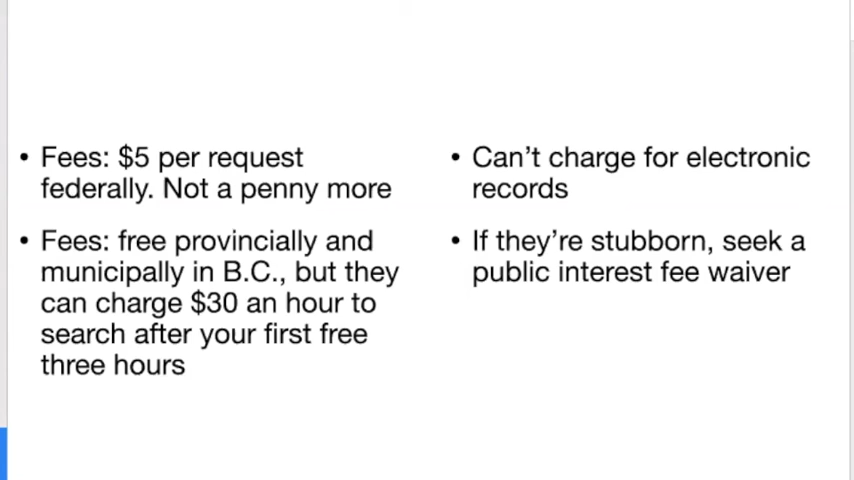 • Fees: $5 per request
federally. Not a penny more
• Fees: free provincially and
municipally in B.C., but they
can charge $30 an hour to
search after your first free
three hours
• Can’t charge for electronic
records
• If they’re stubborn, seek a
public interest fee waiver